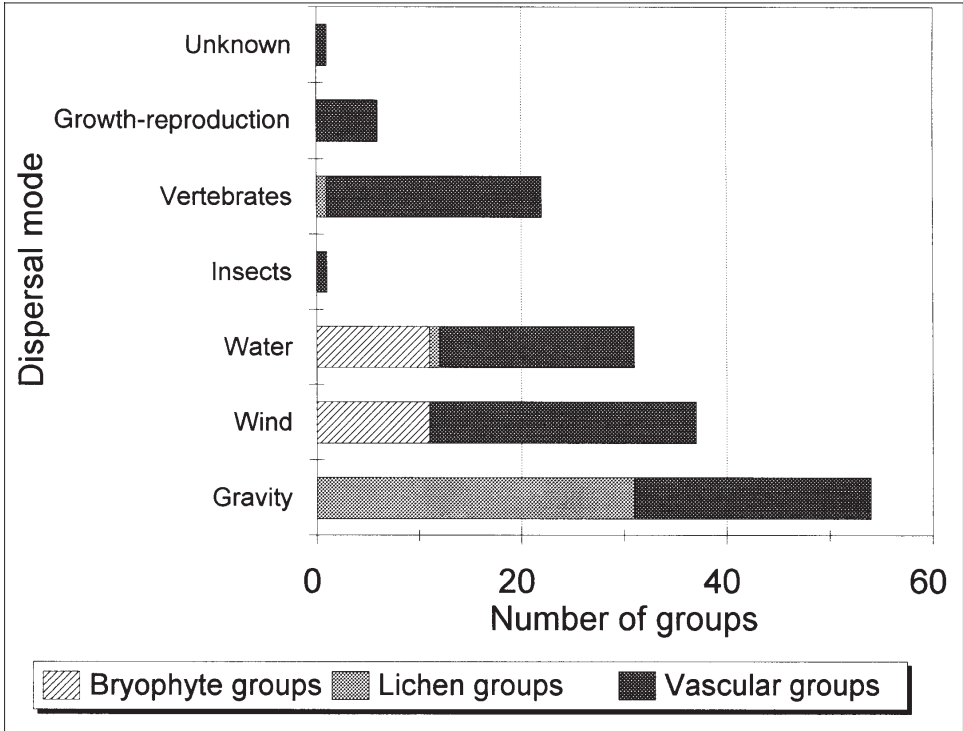 Unknown
Growth-reproduction
Vertebrates
Insects
Water
Wind
Gravity
Dispersal mode
0 20 40 60
Number of groups
Bryophyte groups Lichen groups Vascular groups